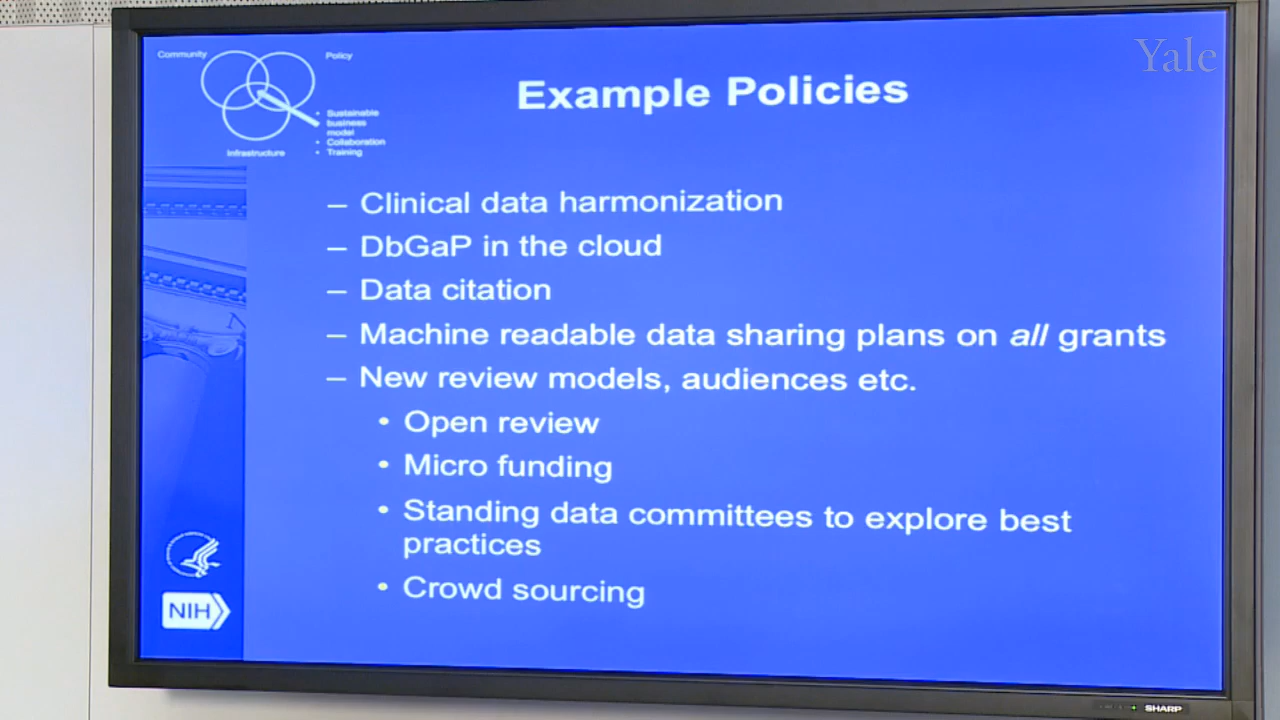 Yale
Community
Policy
• Sustainable
business
model
• Collaboration
• Training
Infrastructure
Example Policies
– Clinical data harmonization
– DbGaP in the cloud
– Data citation
– Machine readable data sharing plans on all grants
– New review models, audiences etc.
• Open review
• Micro funding
• Standing data committees to explore best
practices
• Crowd sourcing
NIH
SHARP